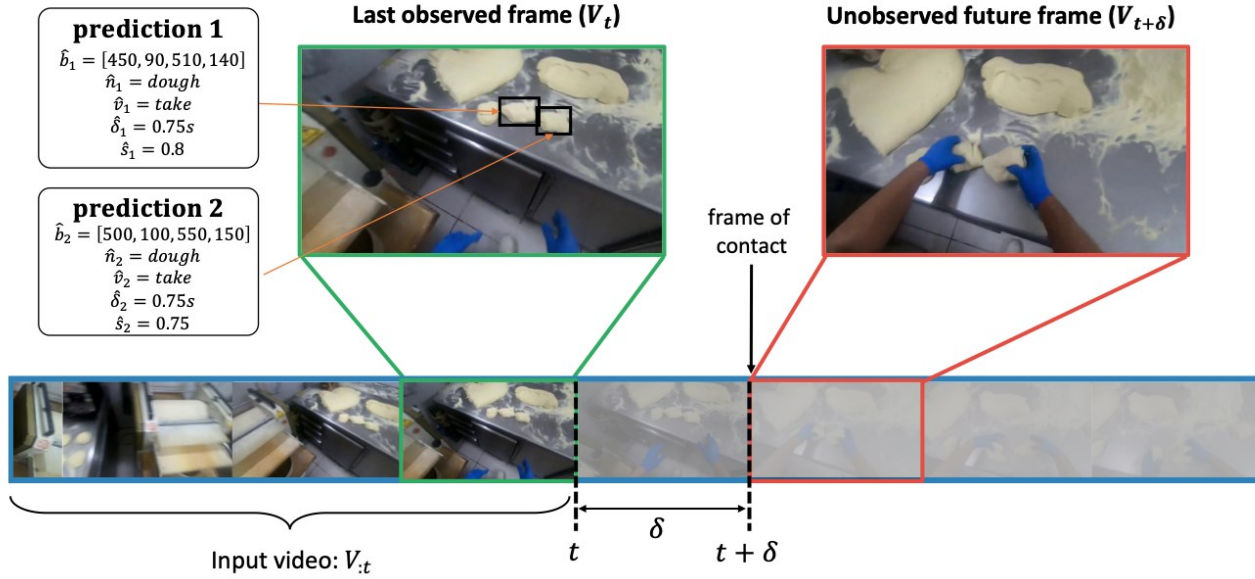 prediction 1
b̂₁ = [450, 90, 510, 140]
n̂₁ = dough
v̂₁ = take
δ̂₁ = 0.75s
ŝ₁ = 0.8
prediction 2
b̂₂ = [500, 100, 550, 150]
n̂₂ = dough
v̂₂ = take
δ̂₂ = 0.75s
ŝ₂ = 0.75
Last observed frame (Vₜ)
Unobserved future frame (Vₜ₊δ)
frame of
contact
Input video: V:ₜ
t
δ
t + δ